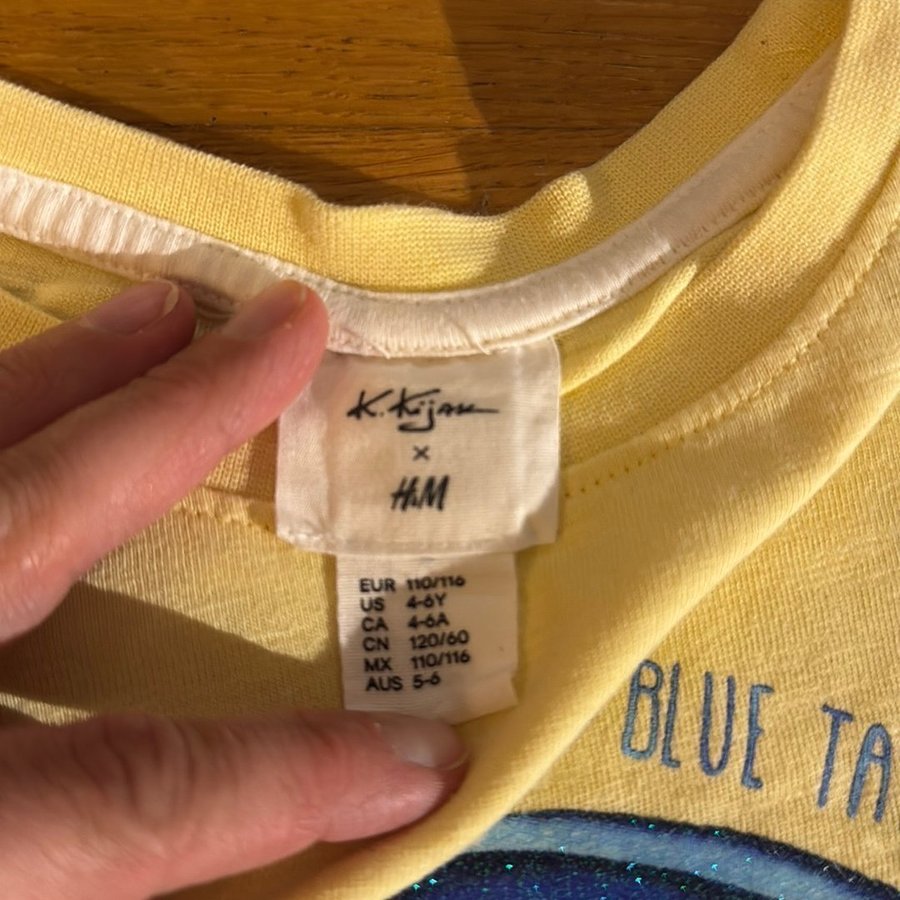 K. Kijanc
x
H&M
EUR 110/116
US 4-6Y
CA 4-6A
CN 120/60
MX 110/116
AUS 5-6
BLUE TA